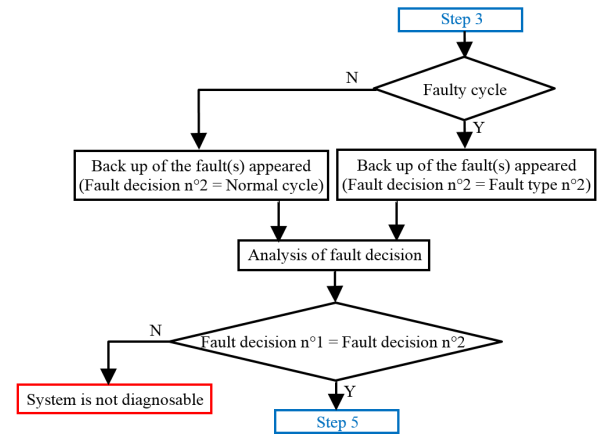 Step 3
N
Faulty cycle
Y
Back up of the fault(s) appeared
(Fault decision n°2 = Normal cycle)
Back up of the fault(s) appeared
(Fault decision n°2 = Fault type n°2)
Analysis of fault decision
N
Fault decision n°1 = Fault decision n°2
Y
System is not diagnosable
Step 5